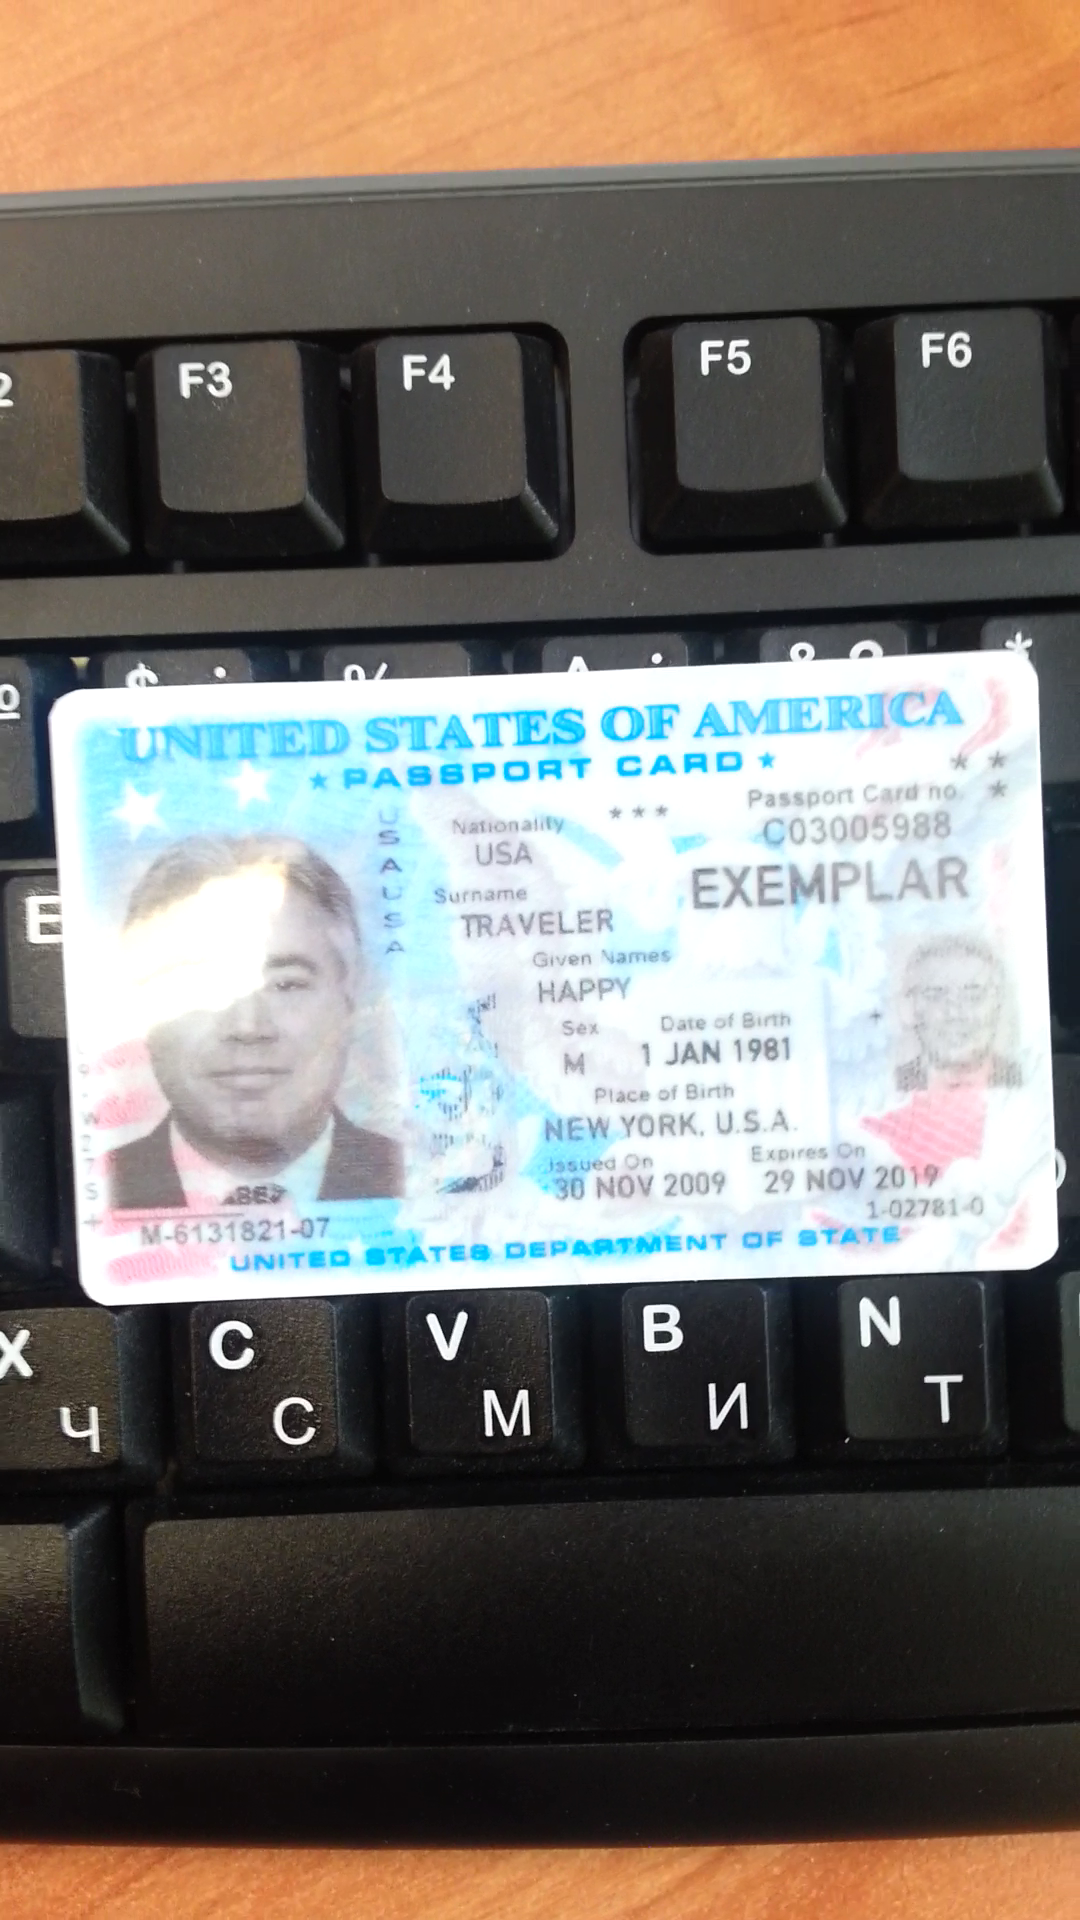 2 F3 F4 F5 F6
$ ; % ^ : & ? *
º
E
UNITED STATES OF AMERICA
★ PASSPORT CARD ★
* *
*
* * *
Passport Card no.
Nationality
C03005988
USA
EXEMPLAR
Surname
TRAVELER
Given Names
HAPPY
Sex Date of Birth
M 1 JAN 1981
Place of Birth
NEW YORK, U.S.A.
Issued On Expires On
30 NOV 2009 29 NOV 2019
1-02781-0
M-6131821-07
UNITED STATES DEPARTMENT OF STATE
USAUSA
X C V B N
Ч С М И Т